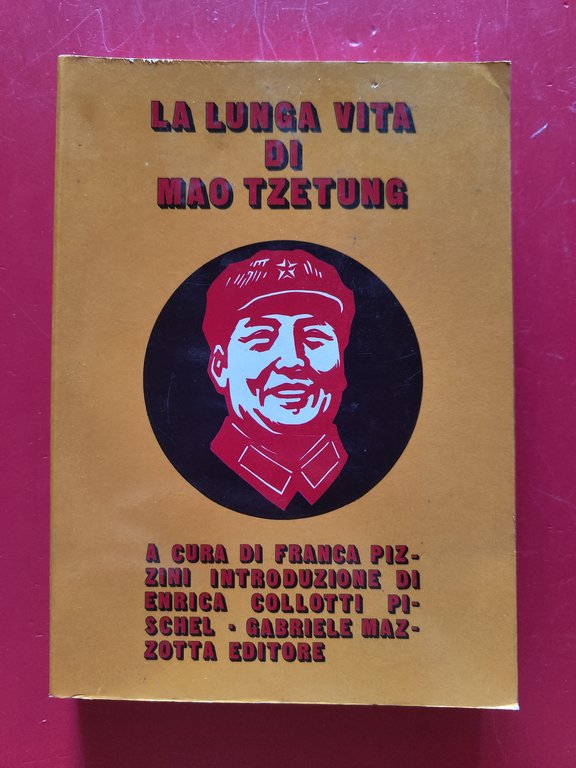 LA LUNGA VITA
DI
MAO TZETUNG
A CURA DI FRANCA PIZ-
ZINI INTRODUZIONE DI
ENRICA COLLOTTI PI-
SCHEL · GABRIELE MAZ-
ZOTTA EDITORE